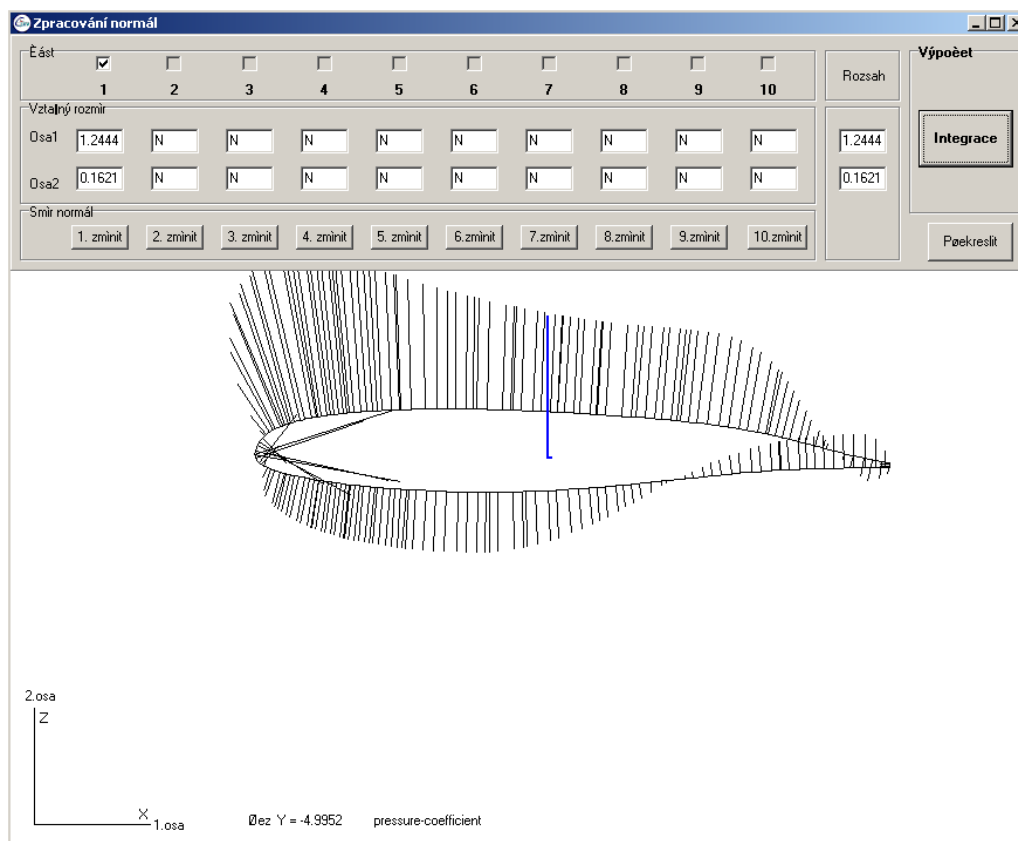 Zpracování normál
Èást
1 2 3 4 5 6 7 8 9 10
Rozsah
Výpoèet
Vztalný rozmìr
Osa1 1.2444 N N N N N N N N N 1.2444
Integrace
Osa2 0.1621 N N N N N N N N N 0.1621
Smìr normál
1. zmìnit 2. zmìnit 3. zmìnit 4. zmìnit 5. zmìnit 6.zmìnit 7.zmìnit 8.zmìnit 9.zmìnit 10.zmìnit
Pøekreslit
2.osa
Z
X
1.osa
Øez Y = -4.9952 pressure-coefficient